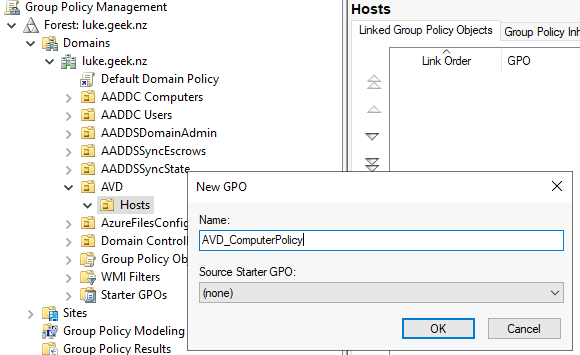 Group Policy Management
Forest: luke.geek.nz
Domains
luke.geek.nz
Default Domain Policy
AADDC Computers
AADDC Users
AADDSDomainAdmin
AADDSSyncEscrows
AADDSSyncState
AVD
Hosts
AzureFilesConfig
Domain Controll
Group Policy Obj
WMI Filters
Starter GPOs
Sites
Group Policy Modeling
Group Policy Results
Hosts
Linked Group Policy Objects
Group Policy Inh
Link Order
GPO
New GPO
Name:
AVD_ComputerPolicy
Source Starter GPO:
(none)
OK
Cancel